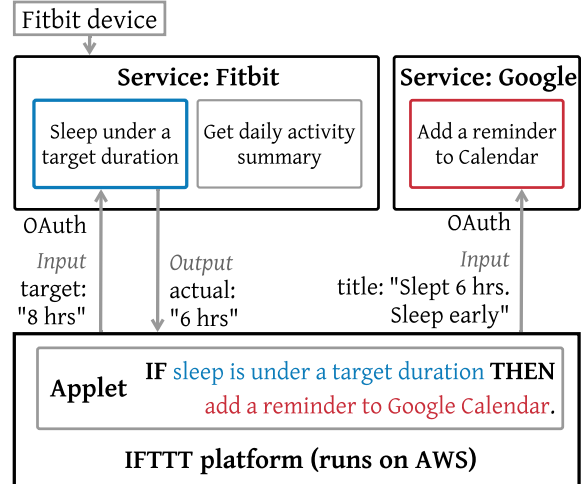 Fitbit device
Service: Fitbit
Sleep under a
target duration
Get daily activity
summary
Service: Google
Add a reminder
to Calendar
OAuth
Input
target:
"8 hrs"
Output
actual:
"6 hrs"
OAuth
Input
title: "Slept 6 hrs.
Sleep early"
Applet
IF sleep is under a target duration THEN
add a reminder to Google Calendar.
IFTTT platform (runs on AWS)